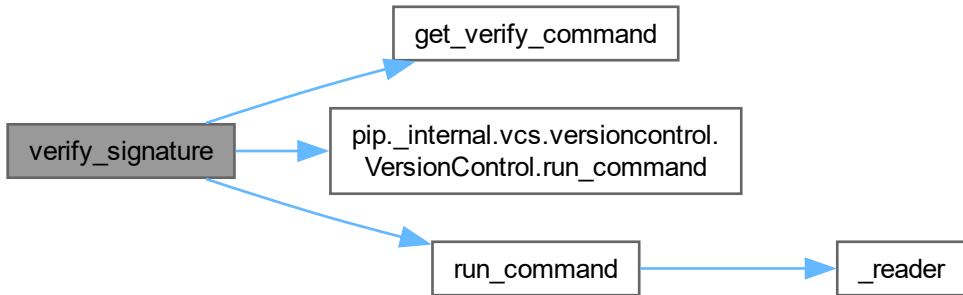 get_verify_command
verify_signature
pip._internal.vcs.versioncontrol.
VersionControl.run_command
run_command
_reader